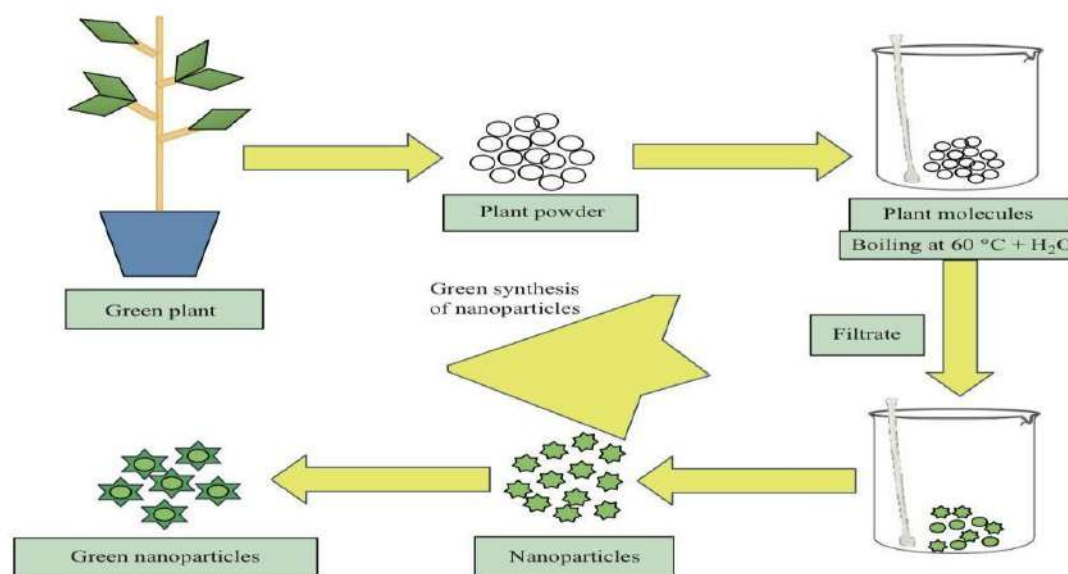 Plant powder
Plant molecules
Boiling at 60 °C + H₂O
Green plant
Green synthesis
of nanoparticles
Filtrate
Green nanoparticles
Nanoparticles